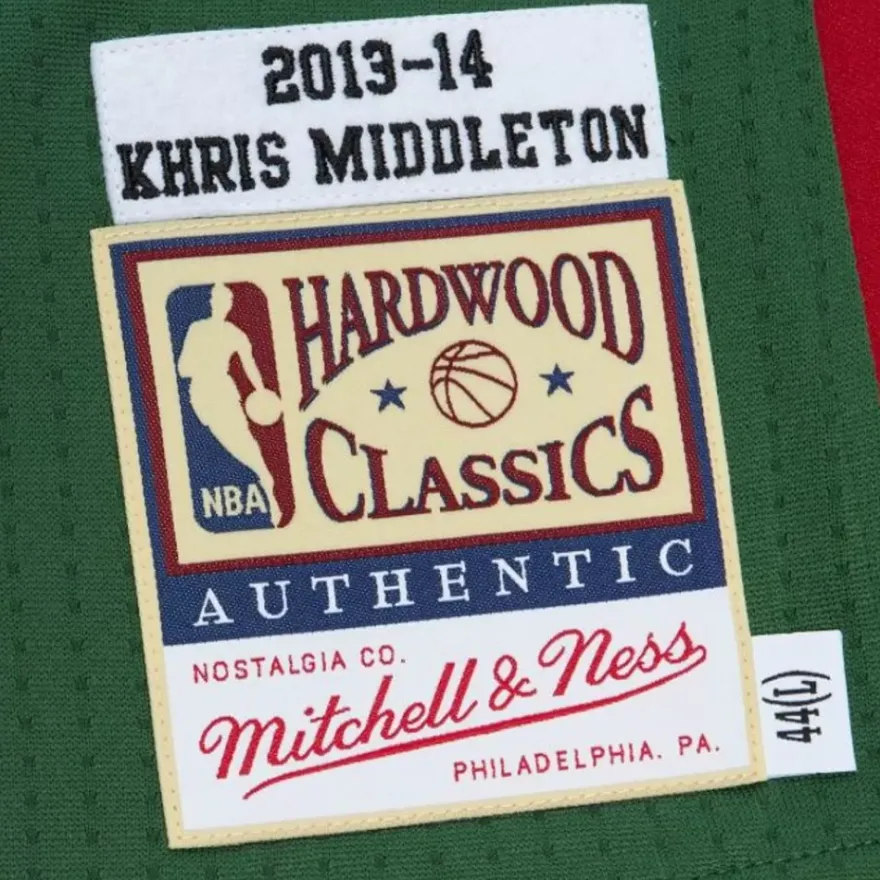 2013-14
KHRIS MIDDLETON
HARDWOOD
CLASSICS
NBA
AUTHENTIC
NOSTALGIA CO.
Mitchell & Ness
PHILADELPHIA. PA.
44(L)